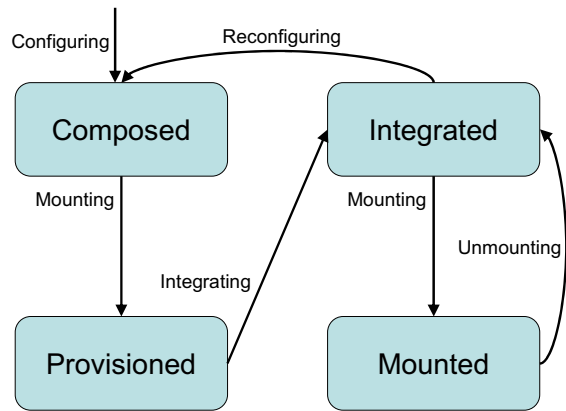 Configuring
Reconfiguring
Composed
Integrated
Mounting
Mounting
Unmounting
Integrating
Provisioned
Mounted